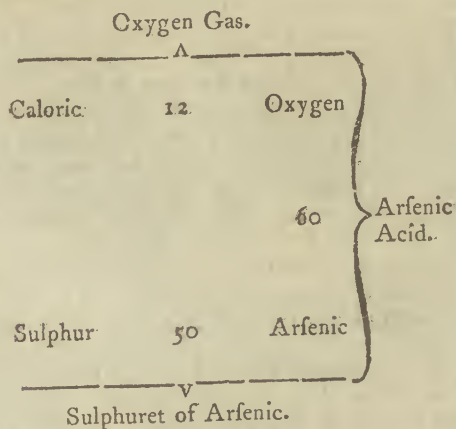 Oxygen Gas.
Caloric 12 Oxygen
60 Arſenic
Acid.
Sulphur 50 Arſenic
Sulphuret of Arſenic.